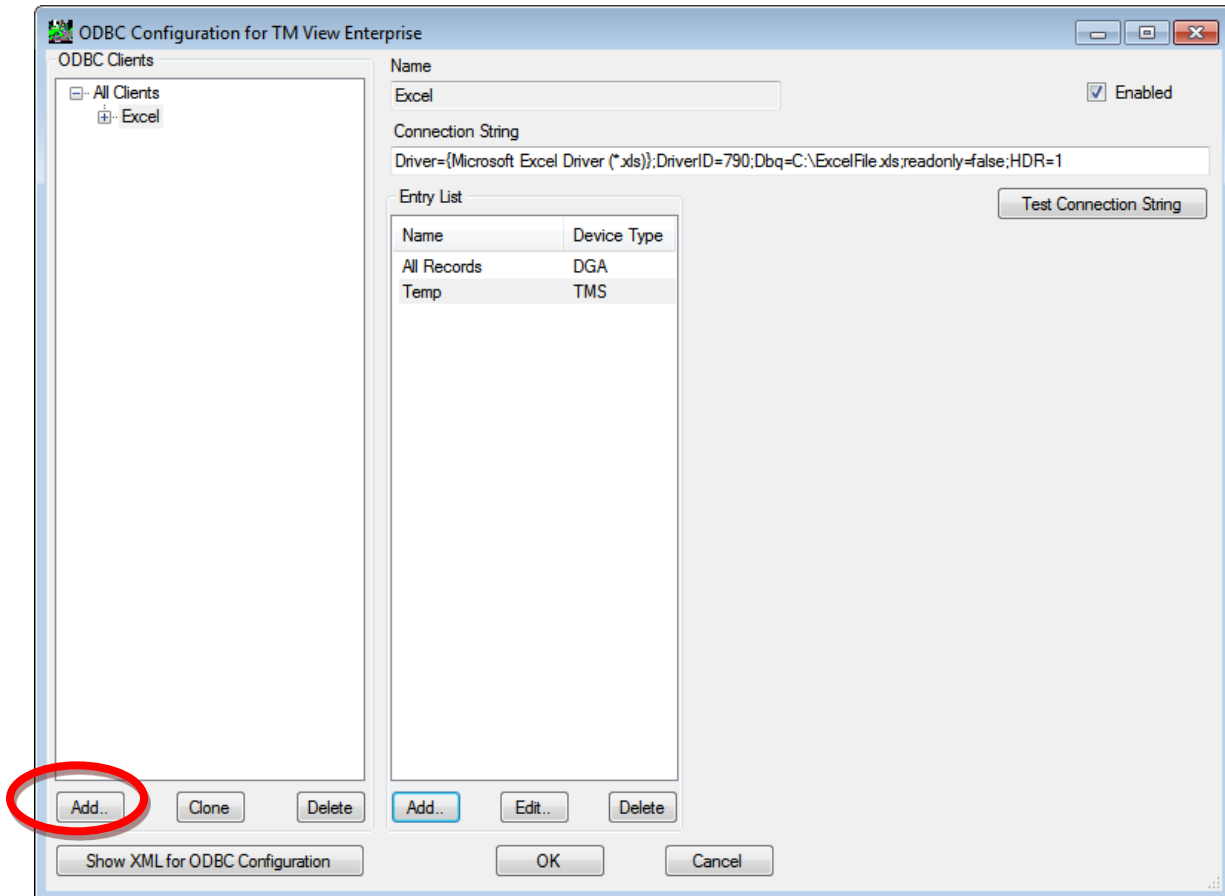 ODBC Configuration for TM View Enterprise
ODBC Clients
All Clients
Excel
Name
Excel
Enabled
Connection String
Driver={Microsoft Excel Driver (*.xls)};DriverID=790;Dbq=C:\ExcelFile.xls;readonly=false;HDR=1
Test Connection String
Entry List
Name Device Type
All Records DGA
Temp TMS
Add.. Clone Delete
Add.. Edit.. Delete
Show XML for ODBC Configuration OK Cancel